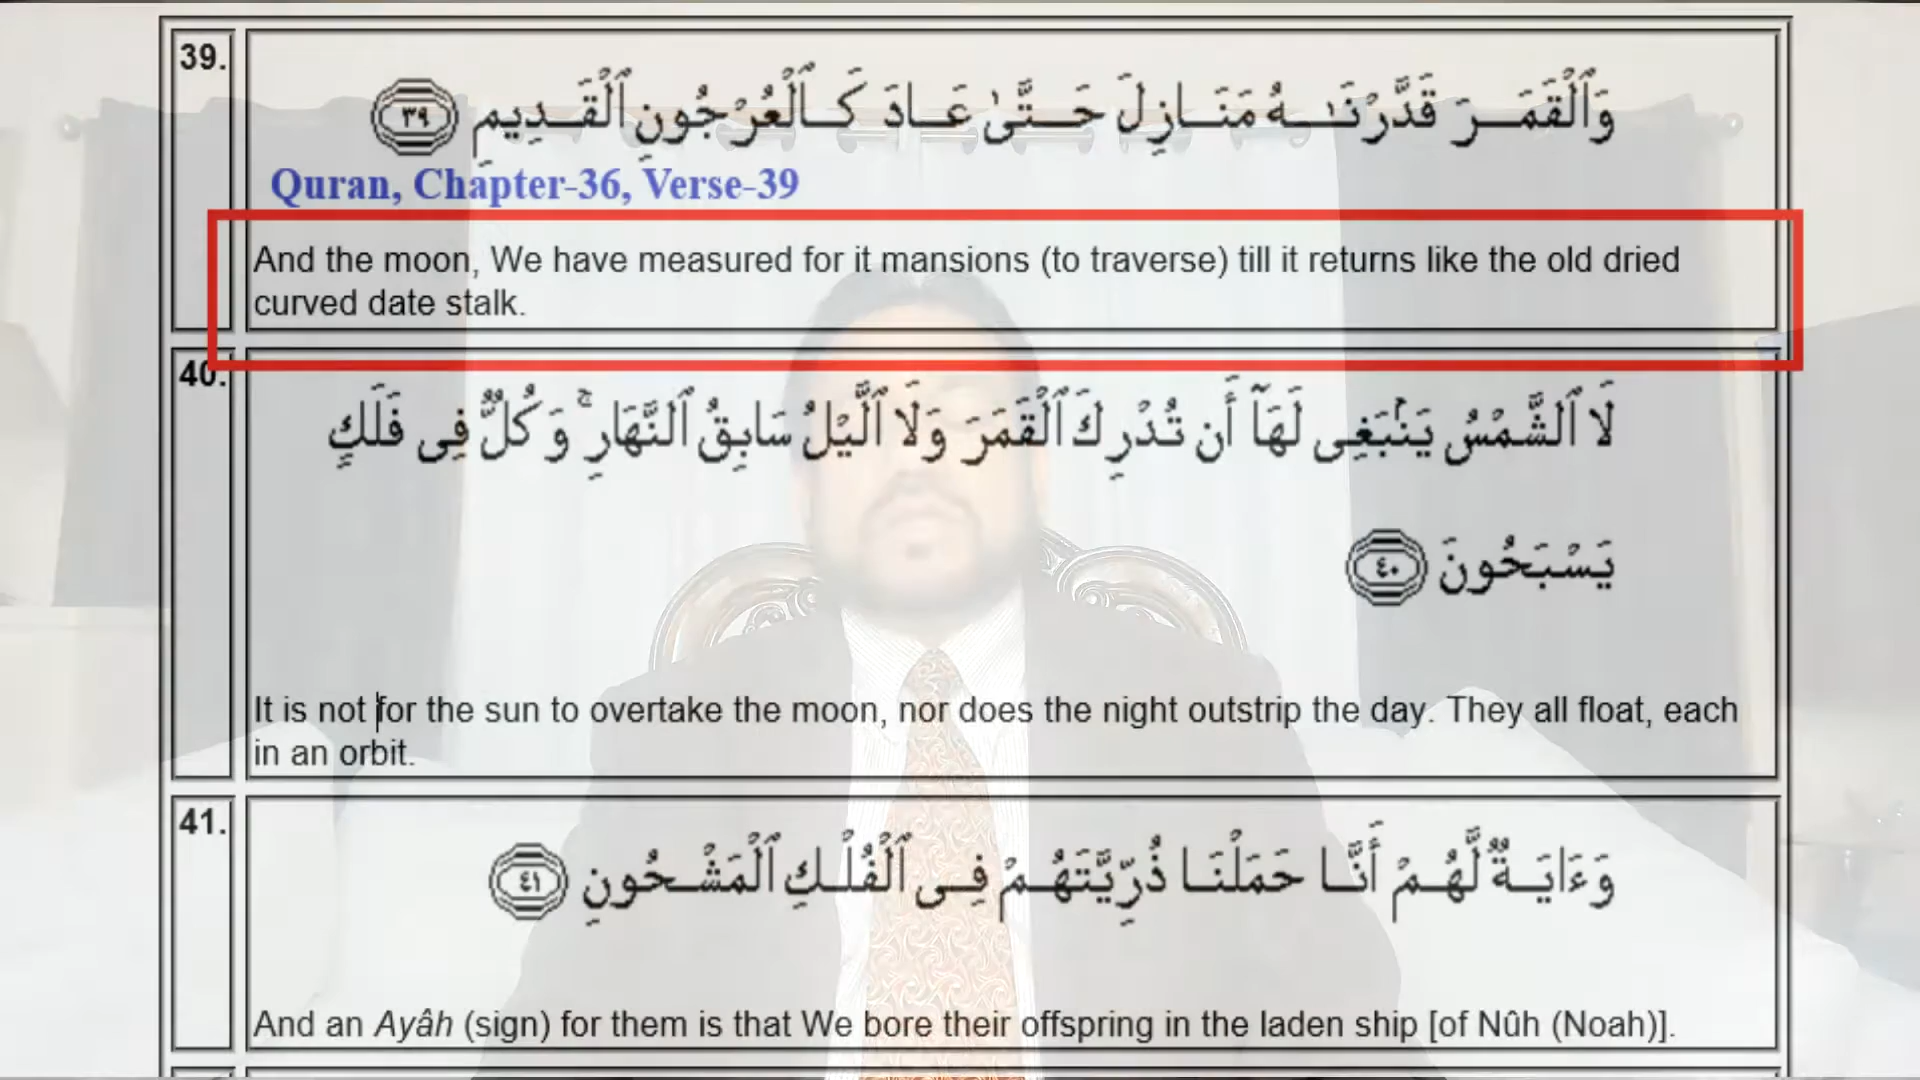 39.
وَٱلْقَمَرَ قَدَّرْنَـٰهُ مَنَازِلَ حَتَّىٰ عَادَ كَٱلْعُرْجُونِ ٱلْقَدِيمِ ٣٩
Quran, Chapter-36, Verse-39
And the moon, We have measured for it mansions (to traverse) till it returns like the old dried
curved date stalk.
40.
لَا ٱلشَّمْسُ يَنۢبَغِى لَهَآ أَن تُدْرِكَ ٱلْقَمَرَ وَلَا ٱلَّيْلُ سَابِقُ ٱلنَّهَارِ ۚ وَكُلٌّ فِى فَلَكٍ
يَسْبَحُونَ ٤٠
It is not for the sun to overtake the moon, nor does the night outstrip the day. They all float, each
in an orbit.
41.
وَءَايَةٌ لَّهُمْ أَنَّا حَمَلْنَا ذُرِّيَّتَهُمْ فِى ٱلْفُلْكِ ٱلْمَشْحُونِ ٤١
And an Ayâh (sign) for them is that We bore their offspring in the laden ship [of Nûh (Noah)].